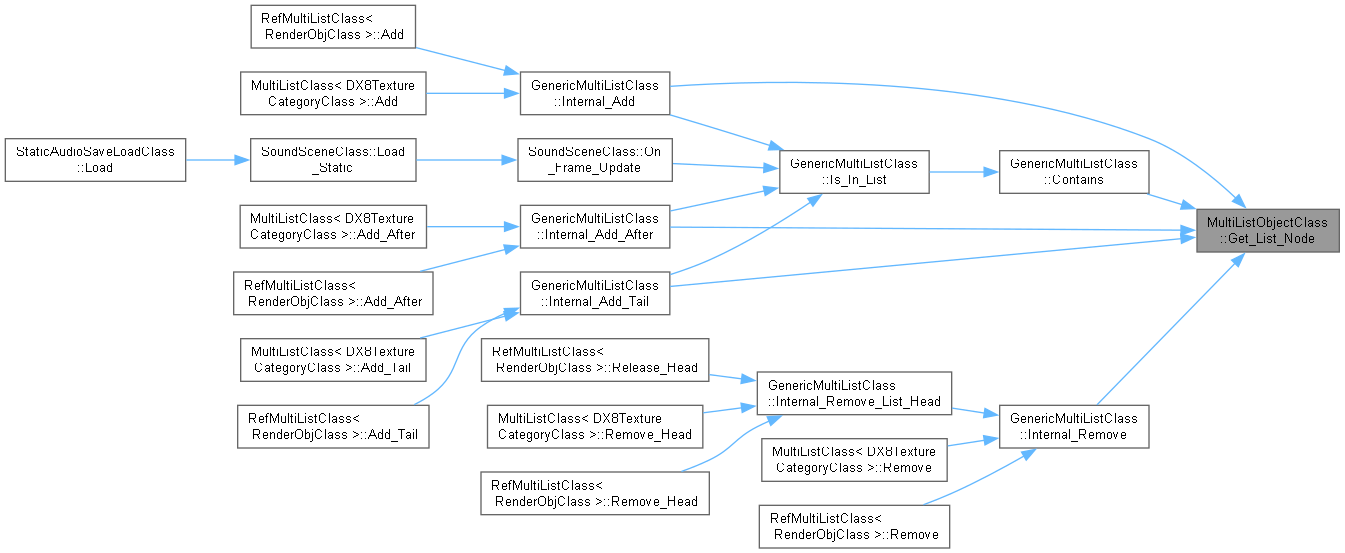 RefMultiListClass<
RenderObjClass >::Add
MultiListClass< DX8Texture
CategoryClass >::Add
GenericMultiListClass
::Internal_Add
StaticAudioSaveLoadClass
::Load
SoundSceneClass::Load
_Static
SoundSceneClass::On
_Frame_Update
GenericMultiListClass
::Is_In_List
GenericMultiListClass
::Contains
MultiListClass< DX8Texture
CategoryClass >::Add_After
GenericMultiListClass
::Internal_Add_After
MultiListObjectClass
::Get_List_Node
RefMultiListClass<
RenderObjClass >::Add_After
GenericMultiListClass
::Internal_Add_Tail
MultiListClass< DX8Texture
CategoryClass >::Add_Tail
RefMultiListClass<
RenderObjClass >::Release_Head
GenericMultiListClass
::Internal_Remove_List_Head
RefMultiListClass<
RenderObjClass >::Add_Tail
MultiListClass< DX8Texture
CategoryClass >::Remove_Head
GenericMultiListClass
::Internal_Remove
MultiListClass< DX8Texture
CategoryClass >::Remove
RefMultiListClass<
RenderObjClass >::Remove_Head
RefMultiListClass<
RenderObjClass >::Remove